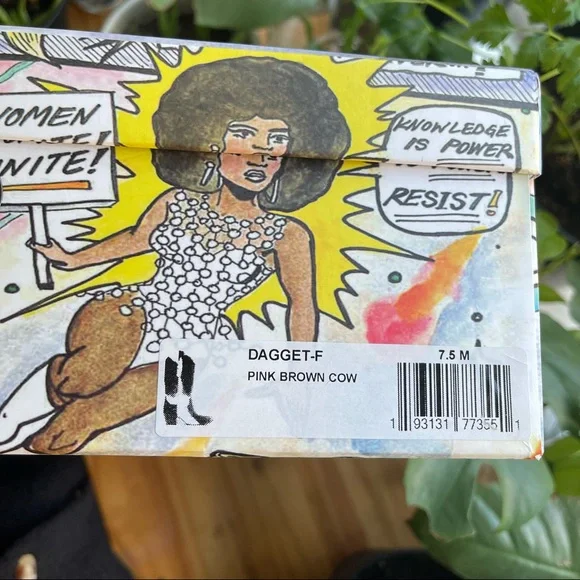 WOMEN
UNITE!
KNOWLEDGE
IS POWER
RESIST!
DAGGET-F 7.5 M
PINK BROWN COW
1 93131 77355 1